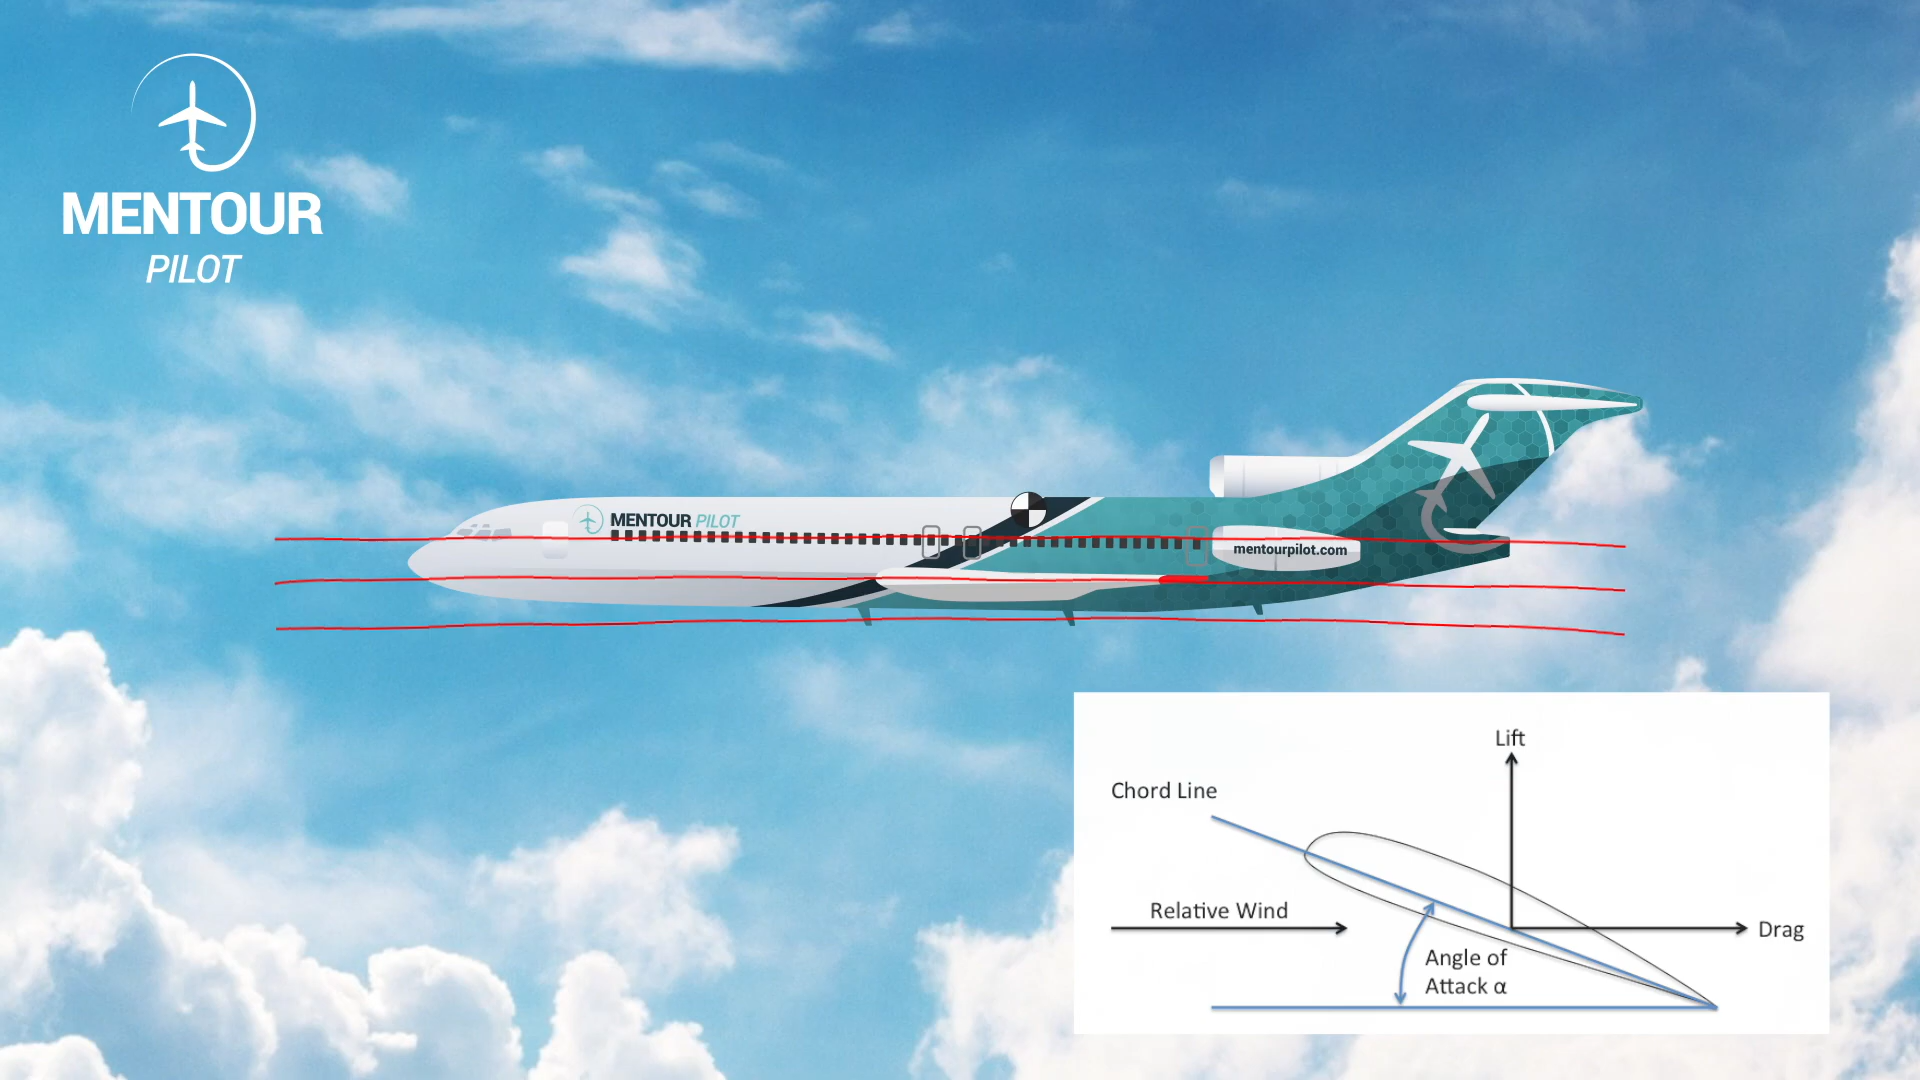 MENTOUR
PILOT
MENTOUR PILOT
mentourpilot.com
Lift
Chord Line
Relative Wind
Drag
Angle of
Attack α